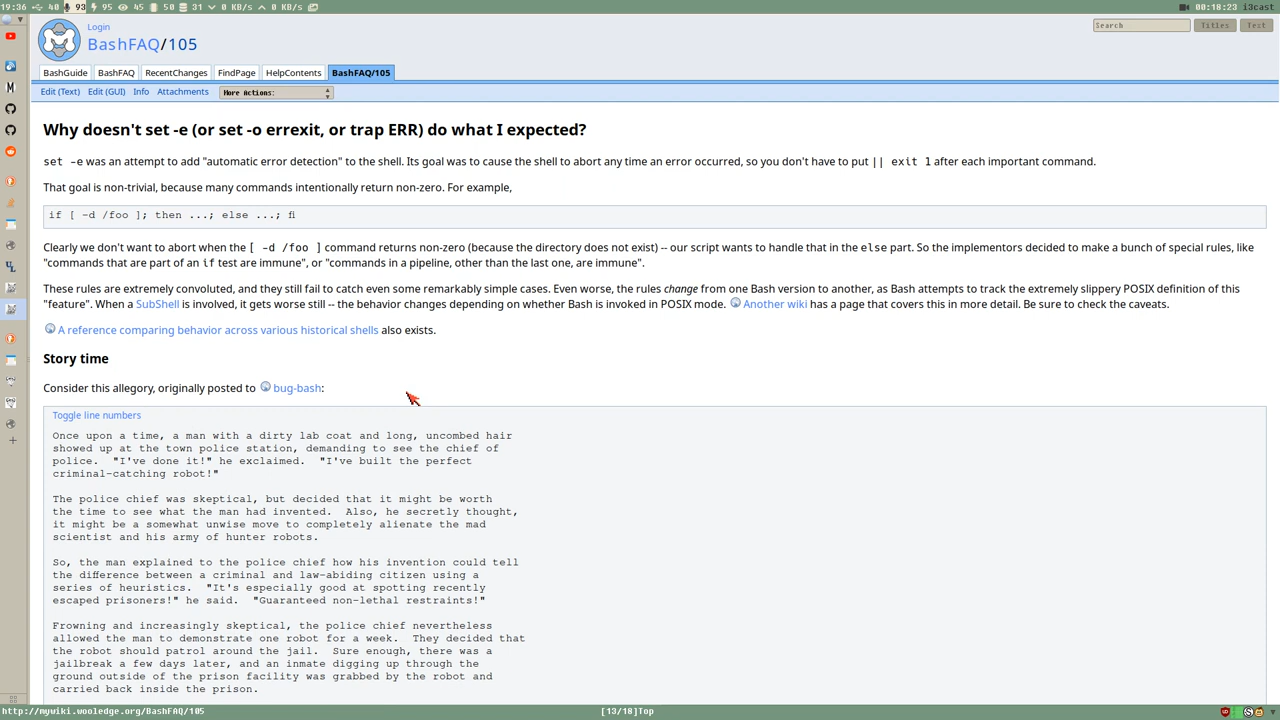 19:36 40 93 95 45 50 31 0 KB/s 0 KB/s 00:18:23 i3cast
Login
BashFAQ/105
Search Titles Text
BashGuide BashFAQ RecentChanges FindPage HelpContents BashFAQ/105
Edit (Text) Edit (GUI) Info Attachments More Actions:
Why doesn't set -e (or set -o errexit, or trap ERR) do what I expected?
set -e was an attempt to add "automatic error detection" to the shell. Its goal was to cause the shell to abort any time an error occurred, so you don't have to put || exit 1 after each important command.
That goal is non-trivial, because many commands intentionally return non-zero. For example,
if [ -d /foo ]; then ...; else ...; fi
Clearly we don't want to abort when the [ -d /foo ] command returns non-zero (because the directory does not exist) -- our script wants to handle that in the else part. So the implementors decided to make a bunch of special rules, like
"commands that are part of an if test are immune", or "commands in a pipeline, other than the last one, are immune".
These rules are extremely convoluted, and they still fail to catch even some remarkably simple cases. Even worse, the rules change from one Bash version to another, as Bash attempts to track the extremely slippery POSIX definition of this
"feature". When a SubShell is involved, it gets worse still -- the behavior changes depending on whether Bash is invoked in POSIX mode. Another wiki has a page that covers this in more detail. Be sure to check the caveats.
A reference comparing behavior across various historical shells also exists.
Story time
Consider this allegory, originally posted to bug-bash:
Toggle line numbers
Once upon a time, a man with a dirty lab coat and long, uncombed hair
showed up at the town police station, demanding to see the chief of
police. "I've done it!" he exclaimed. "I've built the perfect
criminal-catching robot!"
The police chief was skeptical, but decided that it might be worth
the time to see what the man had invented. Also, he secretly thought,
it might be a somewhat unwise move to completely alienate the mad
scientist and his army of hunter robots.
So, the man explained to the police chief how his invention could tell
the difference between a criminal and law-abiding citizen using a
series of heuristics. "It's especially good at spotting recently
escaped prisoners!" he said. "Guaranteed non-lethal restraints!"
Frowning and increasingly skeptical, the police chief nevertheless
allowed the man to demonstrate one robot for a week. They decided that
the robot should patrol around the jail. Sure enough, there was a
jailbreak a few days later, and an inmate digging up through the
ground outside of the prison facility was grabbed by the robot and
carried back inside the prison.
http://mywiki.wooledge.org/BashFAQ/105 [13/18]Top